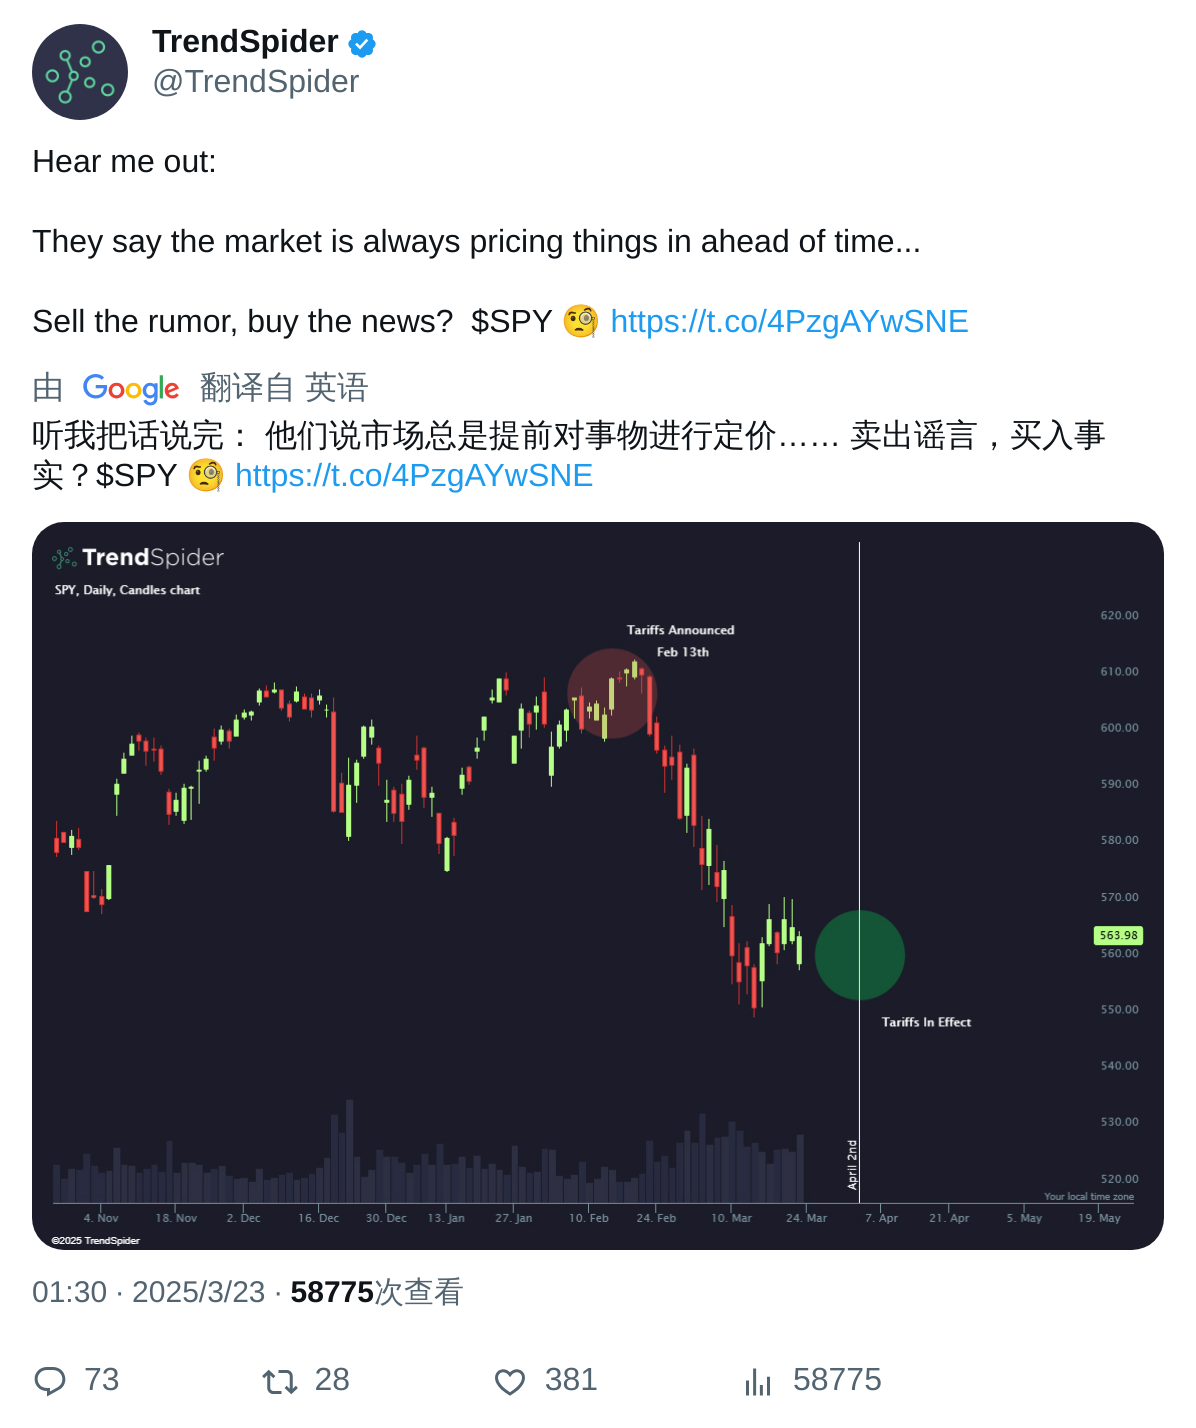 TrendSpider
@TrendSpider
Hear me out:
They say the market is always pricing things in ahead of time...
Sell the rumor, buy the news?  $SPY 🧐 https://t.co/4PzgAYwSNE
由 Google 翻译自 英语
听我把话说完： 他们说市场总是提前对事物进行定价…… 卖出谣言，买入事
实？$SPY 🧐 https://t.co/4PzgAYwSNE
TrendSpider
SPY, Daily, Candles chart
Tariffs Announced
Feb 13th
620.00
610.00
600.00
590.00
580.00
570.00
563.98
560.00
550.00
Tariffs In Effect
540.00
530.00
520.00
April 2nd
Your local time zone
4. Nov 18. Nov 2. Dec 16. Dec 30. Dec 13. Jan 27. Jan 10. Feb 24. Feb 10. Mar 24. Mar 7. Apr 21. Apr 5. May 19. May
©2025 TrendSpider
01:30 · 2025/3/23 · 58775次查看
73 28 381 58775